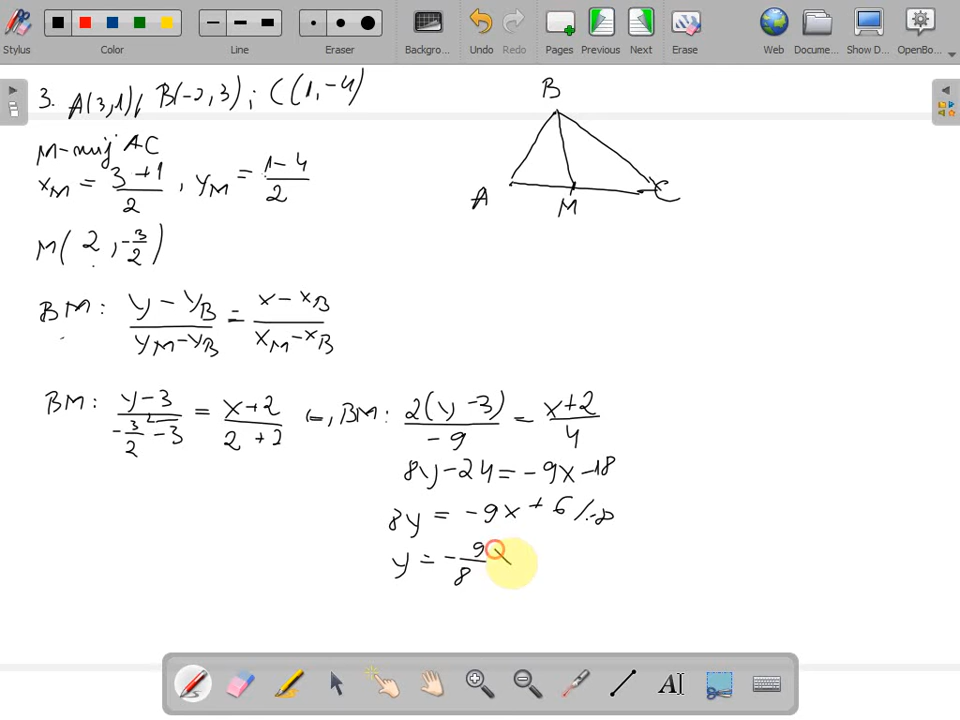 Stylus Color Line Eraser Backgro... Undo Redo Pages Previous Next Erase Web Docume... Show D... OpenBo...
3. A(3,1), B(-2,3); C(1,-4)
B
M-mij AC
x_M = (3+1)/2, y_M = (1-4)/2
A M C
M(2, -3/2)
BM: (y-y_B)/(y_M-y_B) = (x-x_B)/(x_M-x_B)
BM: (y-3)/(-3/2-3) = (x+2)/(2+2) =, BM: 2(y-3)/-9 = (x+2)/4
8y-24 = -9x-18
8y = -9x+6 /:8
y = -9/8 x
A